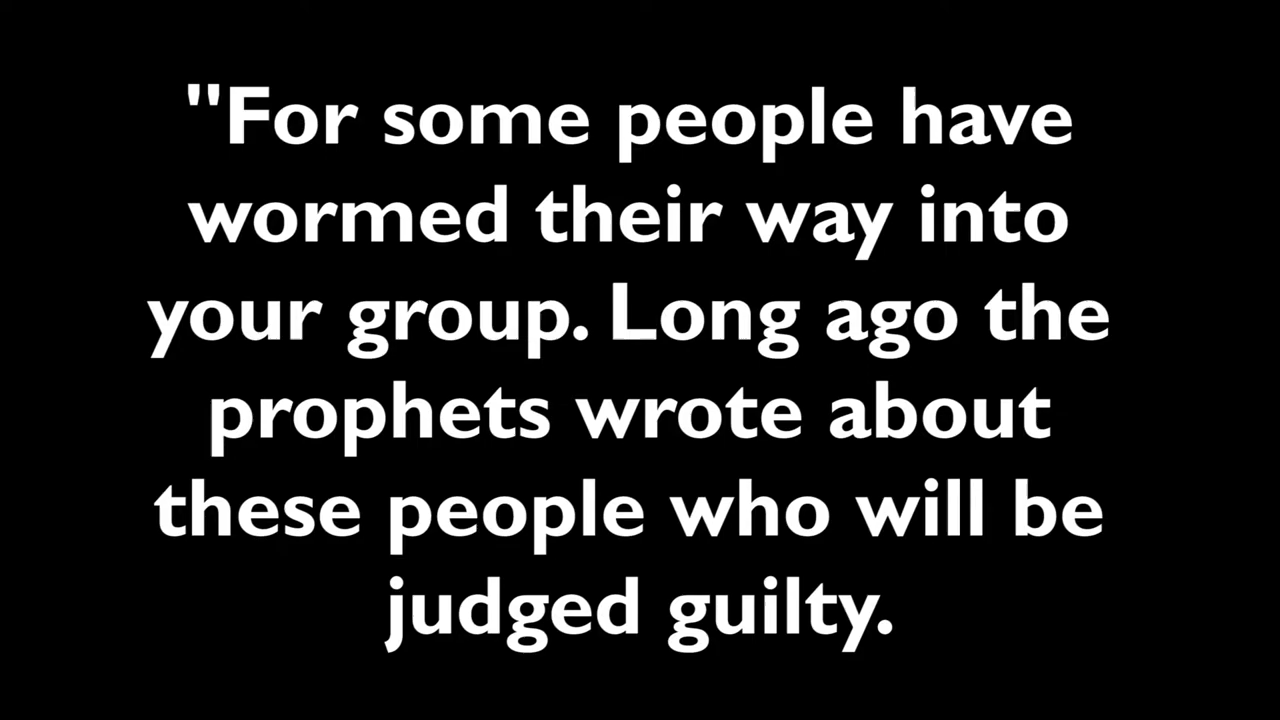 "For some people have
wormed their way into
your group. Long ago the
prophets wrote about
these people who will be
judged guilty.